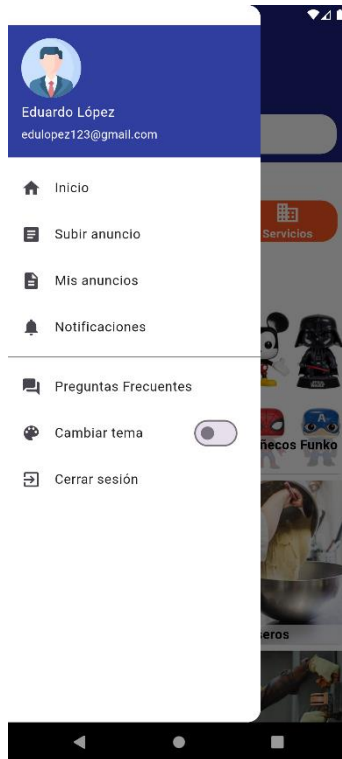 Eduardo López
edulopez123@gmail.com
Inicio
Subir anuncio
Servicios
Mis anuncios
Notificaciones
Preguntas Frecuentes
Cambiar tema
ñecos Funko
Cerrar sesión
eros